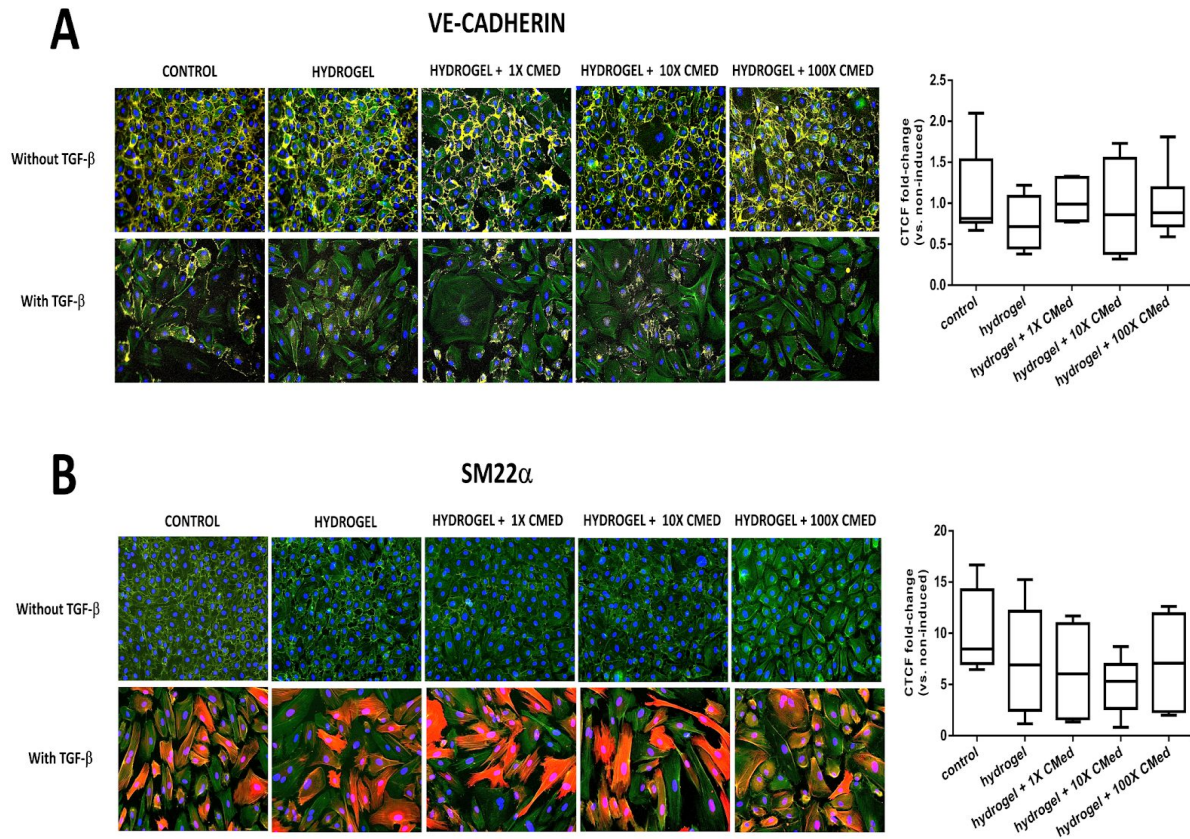 A
VE-CADHERIN
CONTROL
HYDROGEL
HYDROGEL + 1X CMED
HYDROGEL + 10X CMED
HYDROGEL + 100X CMED
Without TGF-β
With TGF-β
CTCF fold-change
(vs. non-induced)
2.5
2.0
1.5
1.0
0.5
0.0
control
hydrogel
hydrogel + 1X CMed
hydrogel + 10X CMed
hydrogel + 100X CMed
B
SM22α
CONTROL
HYDROGEL
HYDROGEL + 1X CMED
HYDROGEL + 10X CMED
HYDROGEL + 100X CMED
Without TGF-β
With TGF-β
CTCF fold-change
(vs. non-induced)
20
15
10
5
0
control
hydrogel
hydrogel + 1X CMed
hydrogel + 10X CMed
hydrogel + 100X CMed